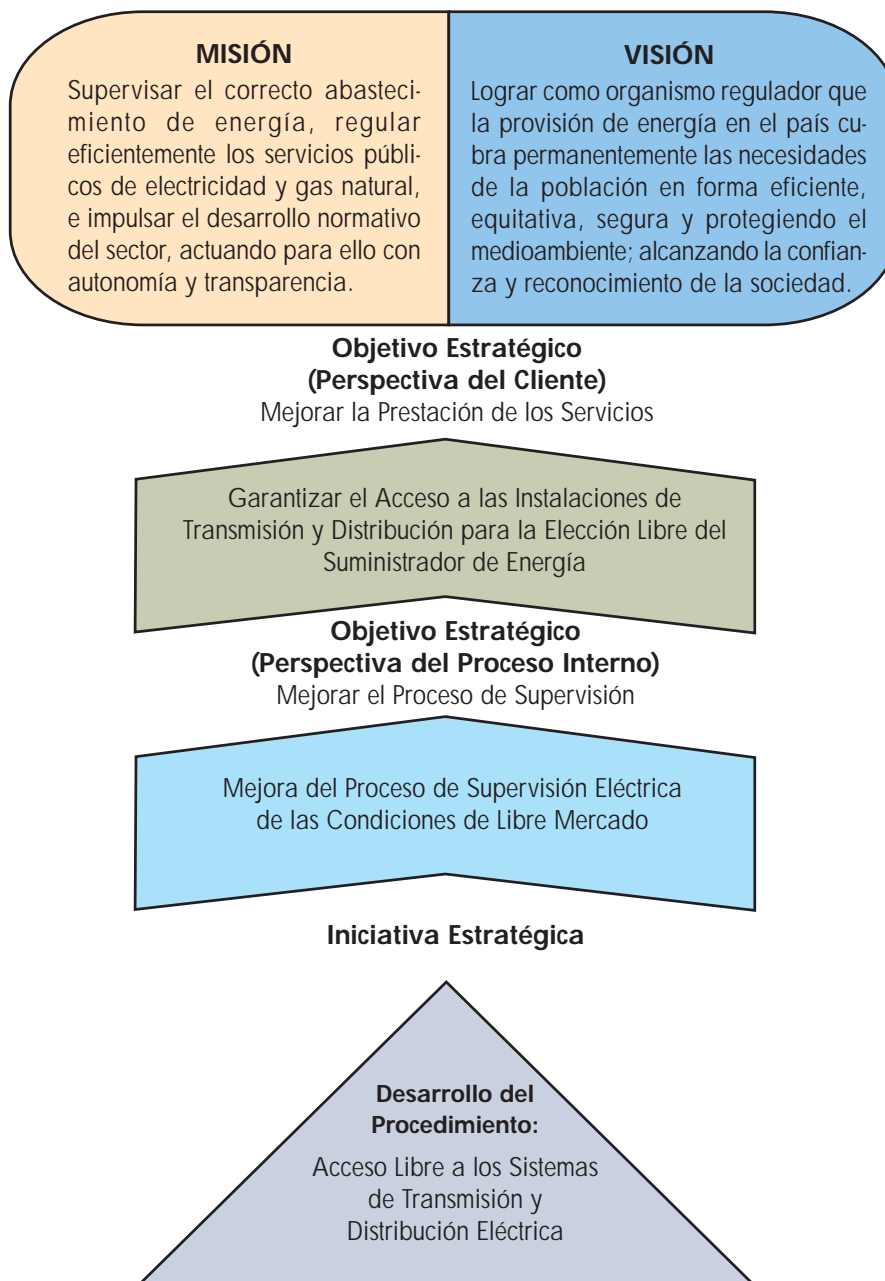 MISIÓN
Supervisar el correcto abasteci-
miento de energía, regular
eficientemente los servicios públi-
cos de electricidad y gas natural,
e impulsar el desarrollo normativo
del sector, actuando para ello con
autonomía y transparencia.
VISIÓN
Lograr como organismo regulador que
la provisión de energía en el país cu-
bra permanentemente las necesidades
de la población en forma eficiente,
equitativa, segura y protegiendo el
medioambiente; alcanzando la confian-
za y reconocimiento de la sociedad.
Objetivo Estratégico
(Perspectiva del Cliente)
Mejorar la Prestación de los Servicios
Garantizar el Acceso a las Instalaciones de
Transmisión y Distribución para la Elección Libre del
Suministrador de Energía
Objetivo Estratégico
(Perspectiva del Proceso Interno)
Mejorar el Proceso de Supervisión
Mejora del Proceso de Supervisión Eléctrica
de las Condiciones de Libre Mercado
Iniciativa Estratégica
Desarrollo del
Procedimiento:
Acceso Libre a los Sistemas
de Transmisión y
Distribución Eléctrica